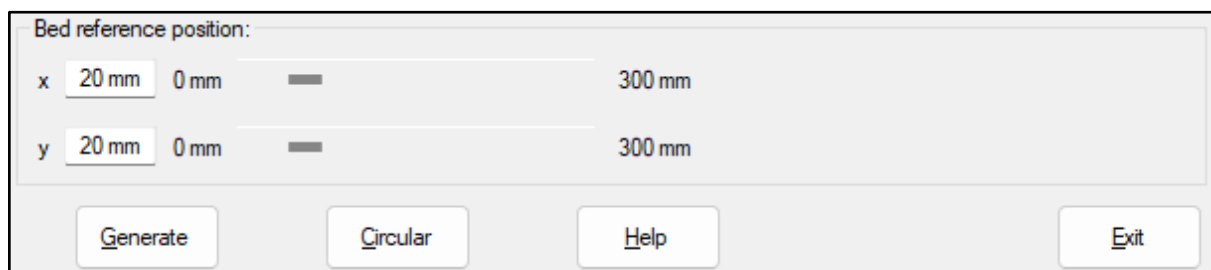 Bed reference position:
x 20 mm 0 mm 300 mm
y 20 mm 0 mm 300 mm
Generate Circular Help Exit